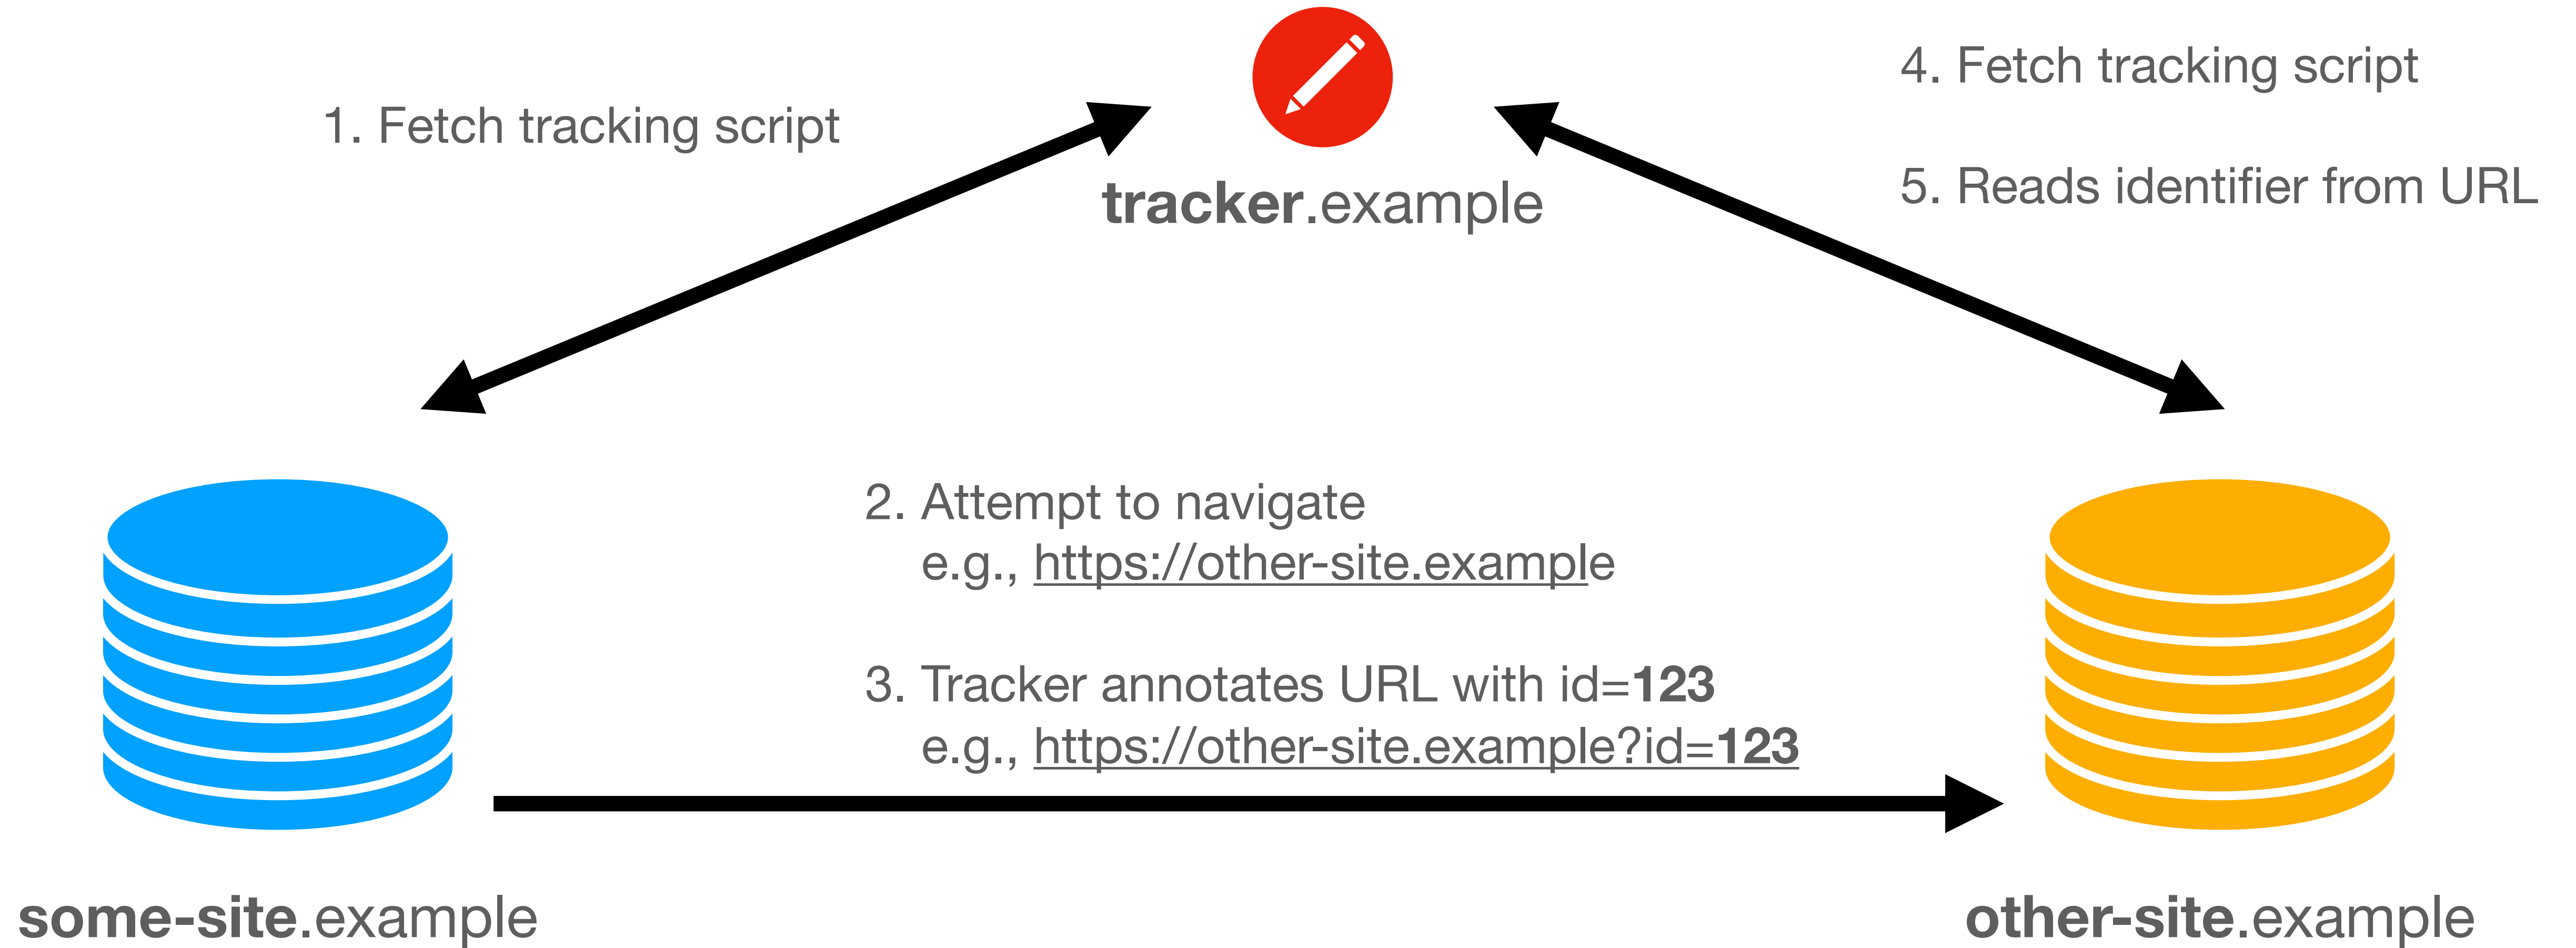 1. Fetch tracking script
tracker.example
4. Fetch tracking script
5. Reads identifier from URL
2. Attempt to navigate
e.g., https://other-site.example
3. Tracker annotates URL with id=123
e.g., https://other-site.example?id=123
some-site.example
other-site.example